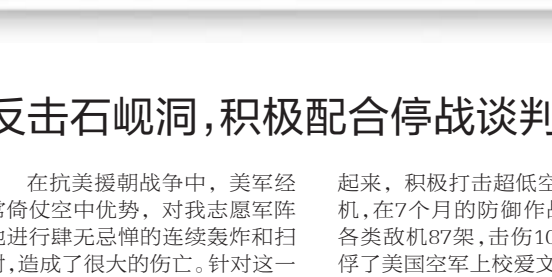 反击石岘洞,积极配合停战谈判
在抗美援朝战争中，美军经
常倚仗空中优势，对我志愿军阵
地进行肆无忌惮的连续轰炸和扫
射,造成了很大的伤亡。针对这一
起来，积极打击超低空
机,在7个月的防御作战
各类敌机87架,击伤10
俘了美国空军上校爱文